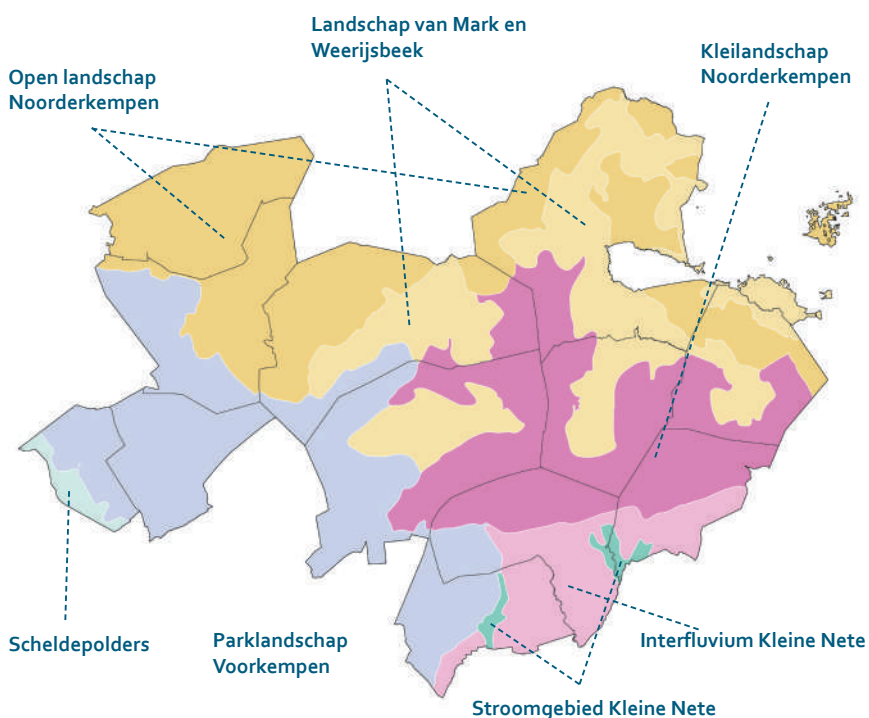 Landschap van Mark en
Weerijsbeek
Kleilandschap
Noorderkempen
Open landschap
Noorderkempen
Scheldepolders
Parklandschap
Voorkempen
Interfluvium Kleine Nete
Stroomgebied Kleine Nete